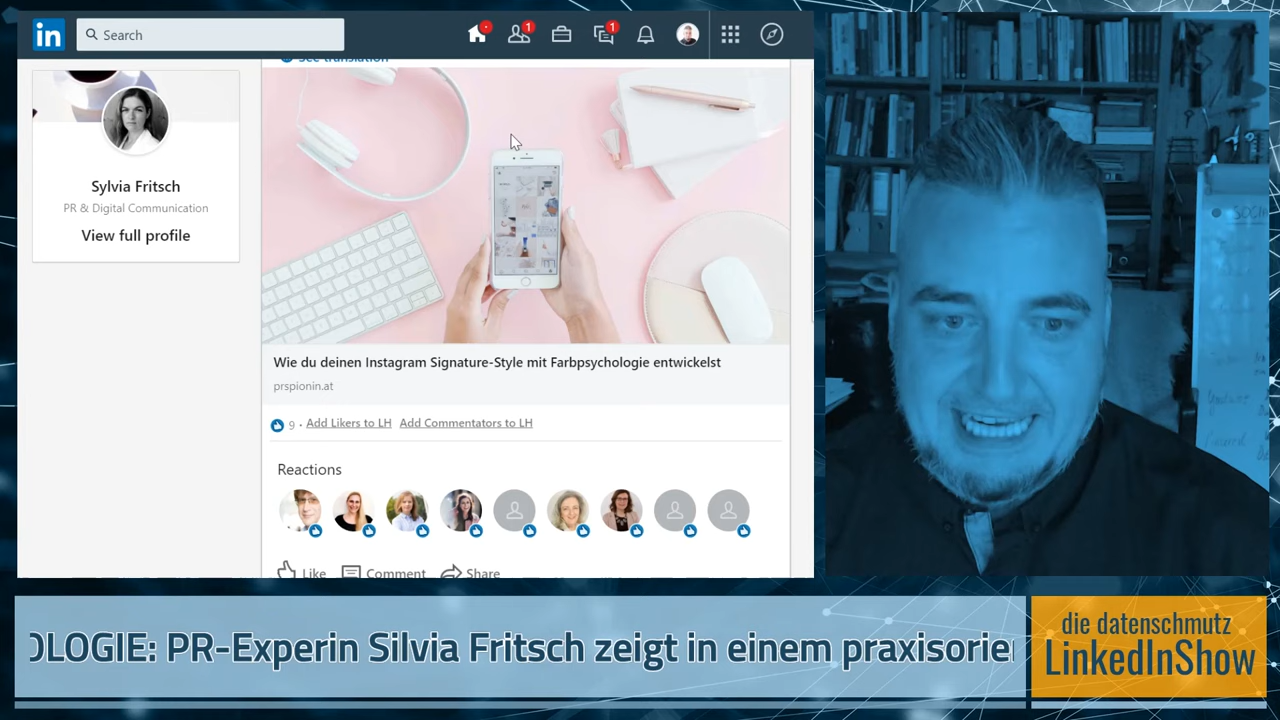 in
Search
1
1
See translation
Sylvia Fritsch
PR & Digital Communication
View full profile
Wie du deinen Instagram Signature-Style mit Farbpsychologie entwickelst
prspionin.at
9 · Add Likers to LH Add Commentators to LH
Reactions
Like Comment Share
OLOGIE: PR-Experin Silvia Fritsch zeigt in einem praxisorie
die datenschmutz
LinkedInShow